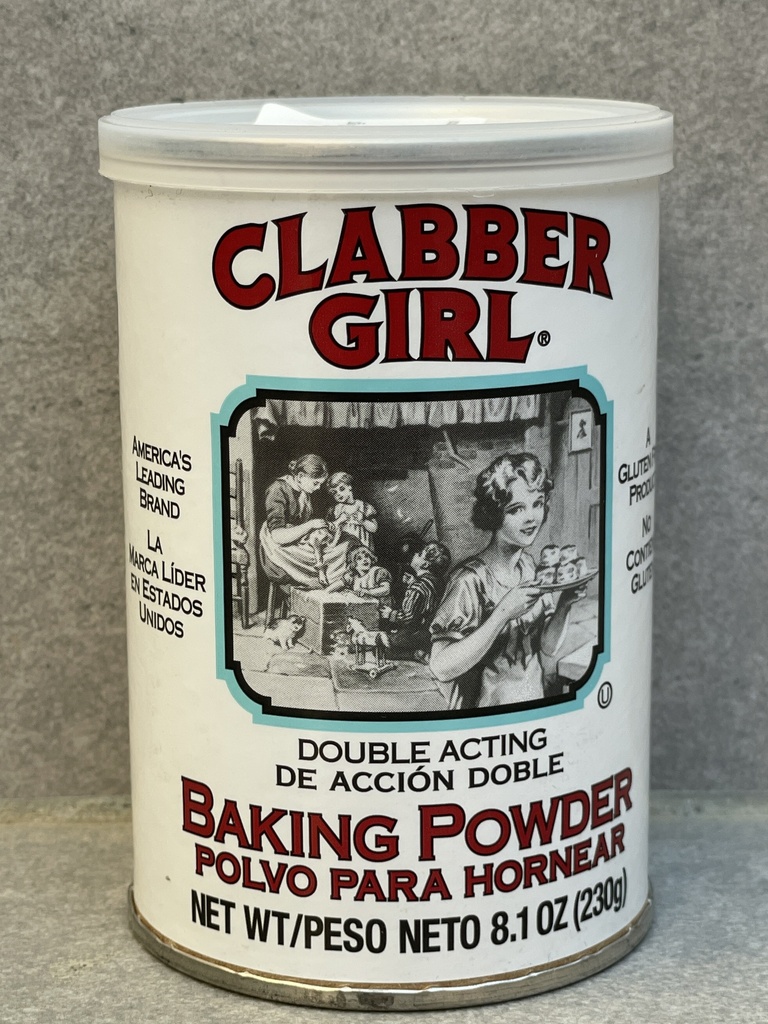 CLABBER
GIRL®
AMERICA'S
LEADING
BRAND
LA
MARCA LÍDER
EN ESTADOS
UNIDOS
A
NO
U
DOUBLE ACTING
DE ACCIÓN DOBLE
BAKING POWDER
POLVO PARA HORNEAR
NET WT/PESO NETO 8.1 OZ (230g)